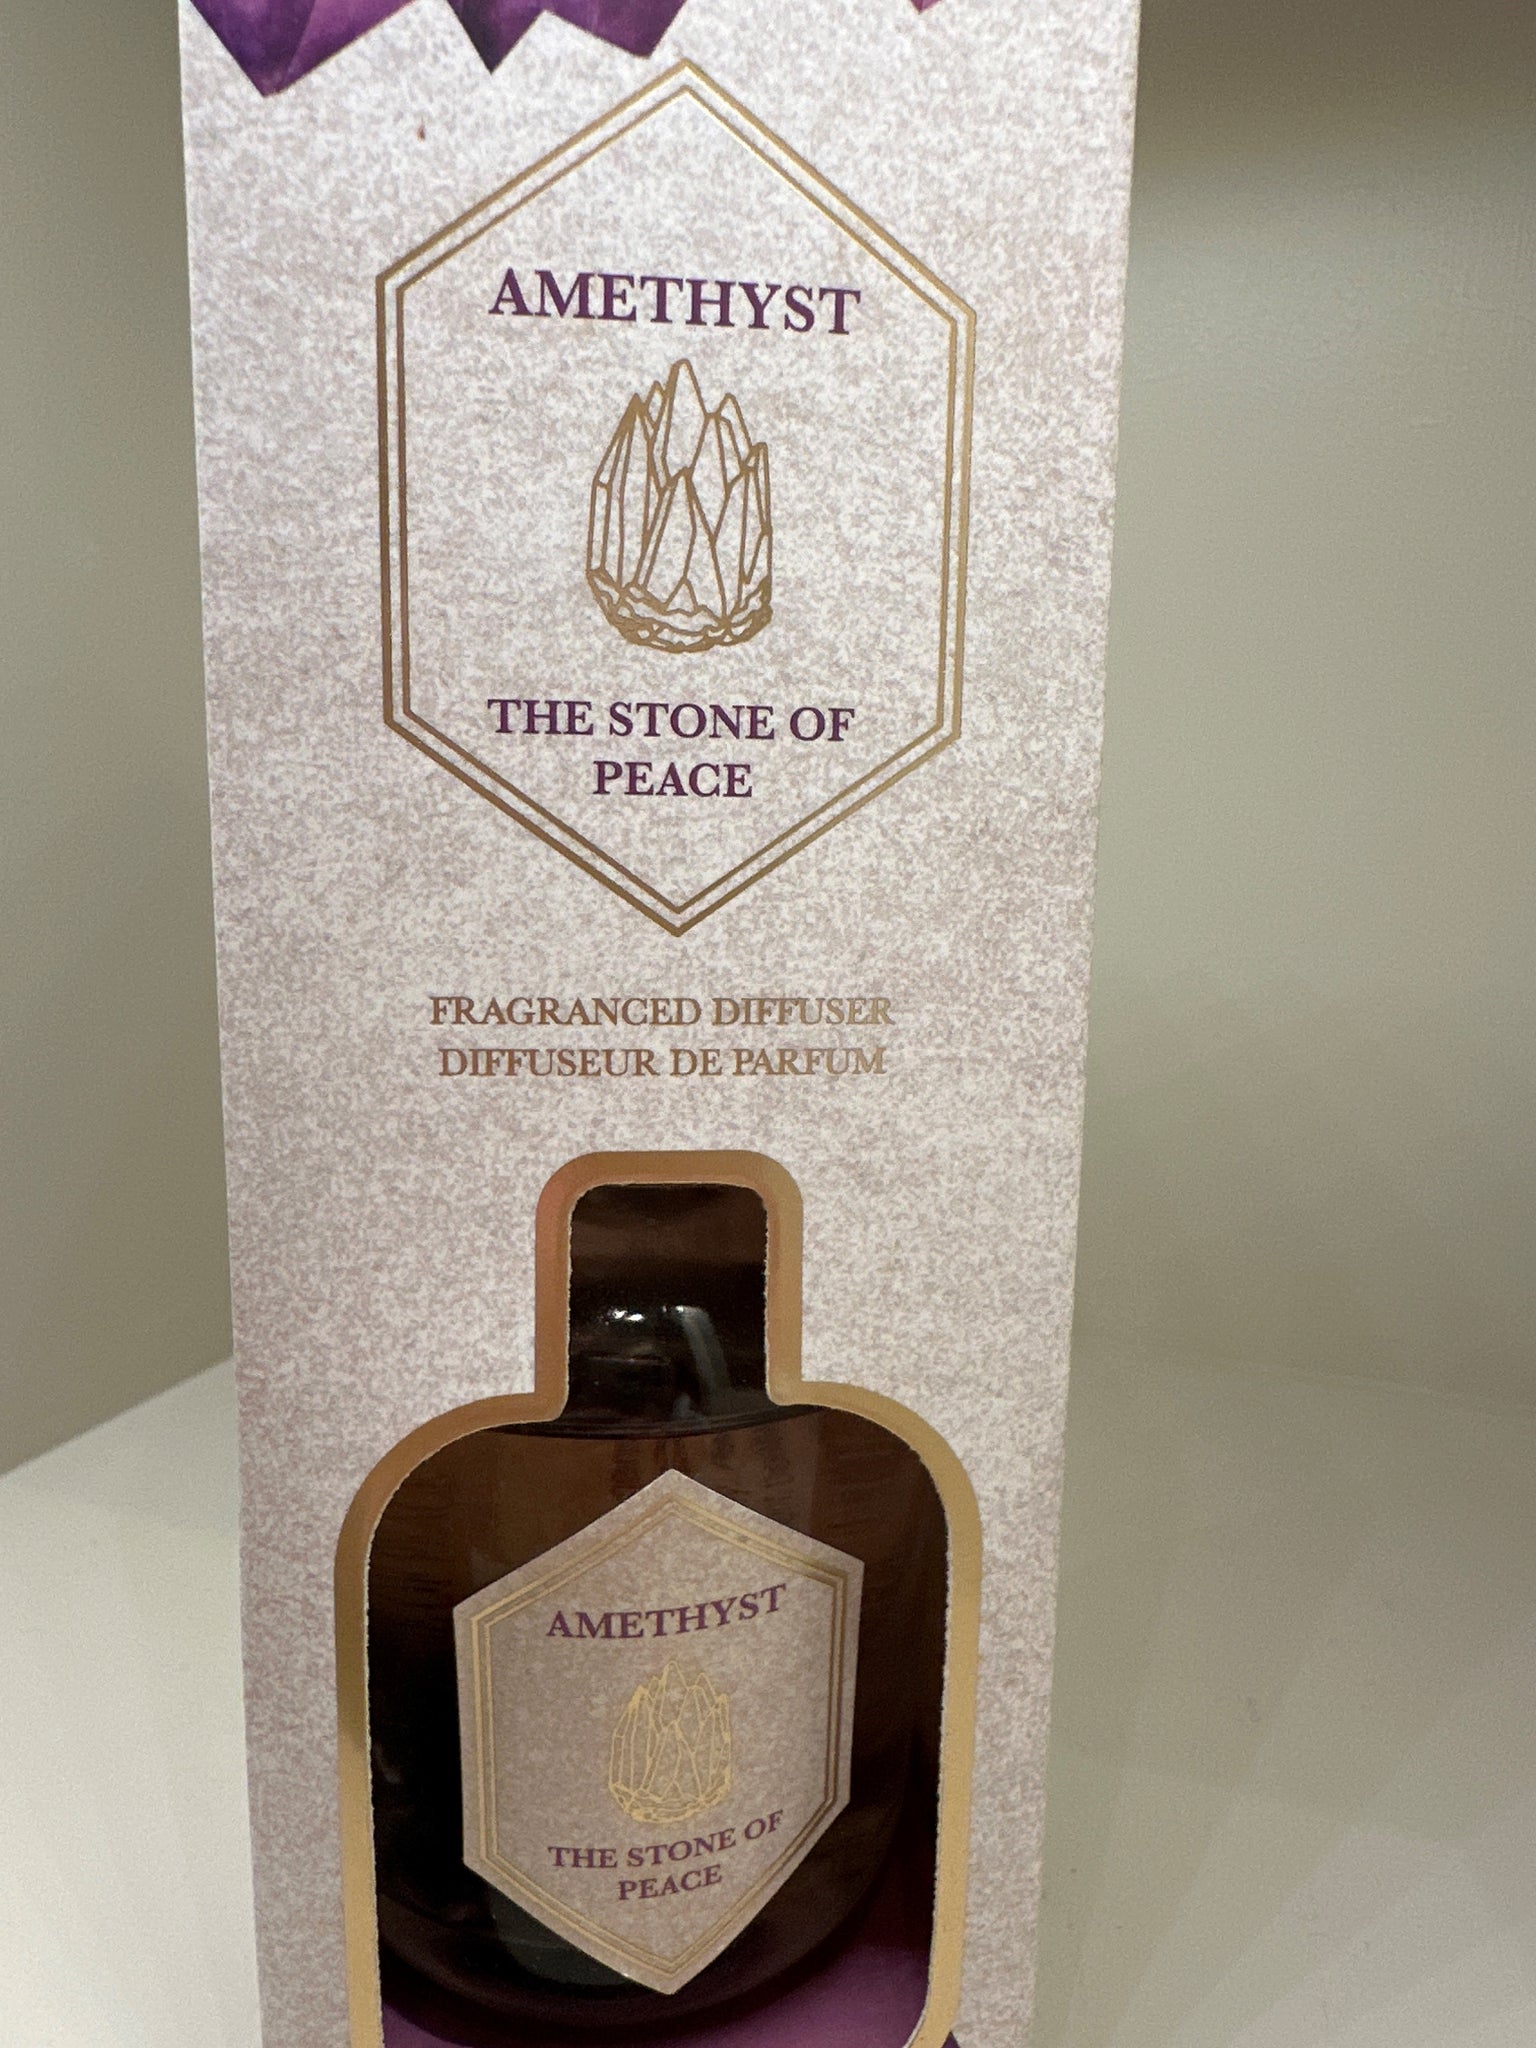 AMETHYST
THE STONE OF
PEACE
FRAGRANCED DIFFUSER
DIFFUSEUR DE PARFUM
AMETHYST
THE STONE OF
PEACE